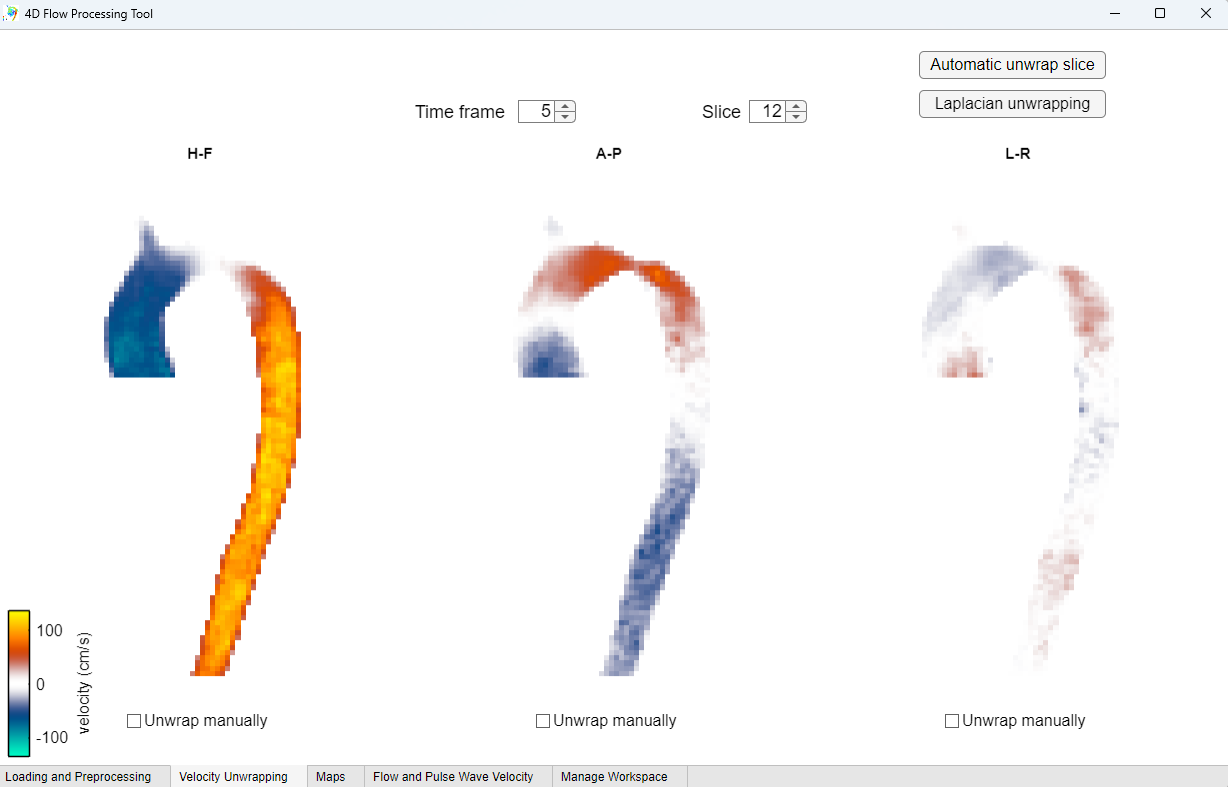 4D Flow Processing Tool
Automatic unwrap slice
Time frame 5 Slice 12
Laplacian unwrapping
H-F A-P L-R
100
0
-100
velocity (cm/s)
Unwrap manually Unwrap manually Unwrap manually
Loading and Preprocessing Velocity Unwrapping Maps Flow and Pulse Wave Velocity Manage Workspace